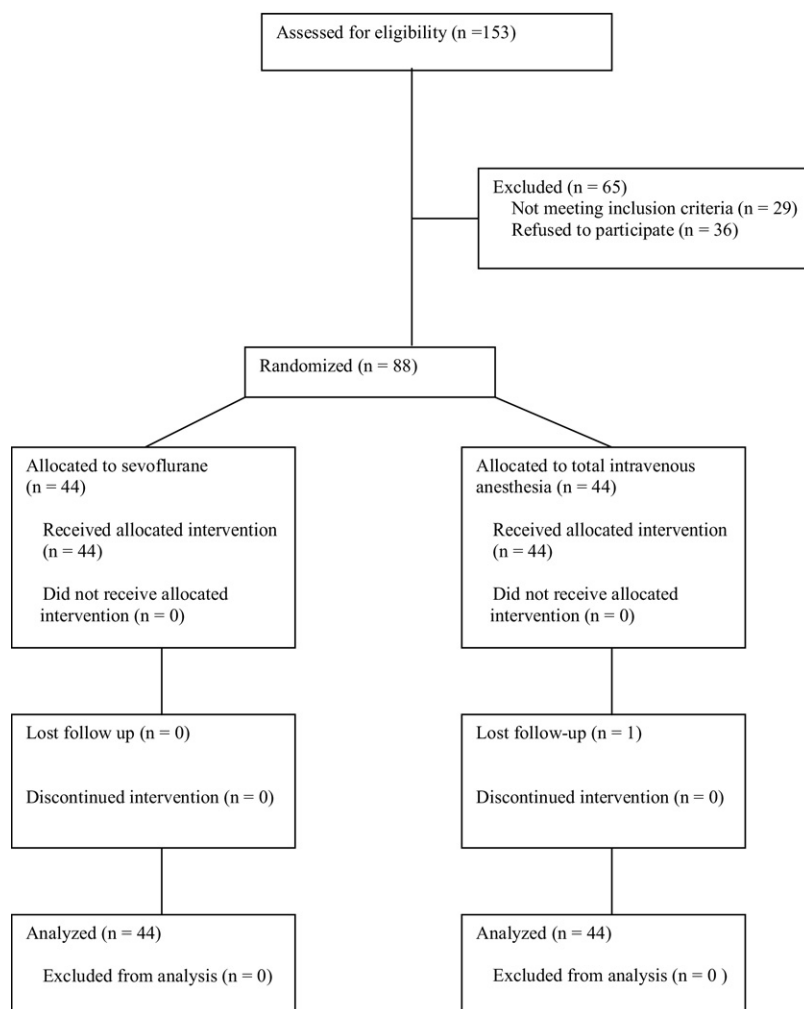 Assessed for eligibility (n =153)
Excluded (n = 65)
Not meeting inclusion criteria (n = 29)
Refused to participate (n = 36)
Randomized (n = 88)
Allocated to sevoflurane
(n = 44)
Received allocated intervention
(n = 44)
Did not receive allocated
intervention (n = 0)
Allocated to total intravenous
anesthesia (n = 44)
Received allocated intervention
(n = 44)
Did not receive allocated
intervention (n = 0)
Lost follow up (n = 0)
Discontinued intervention (n = 0)
Lost follow-up (n = 1)
Discontinued intervention (n = 0)
Analyzed (n = 44)
Excluded from analysis (n = 0)
Analyzed (n = 44)
Excluded from analysis (n = 0 )